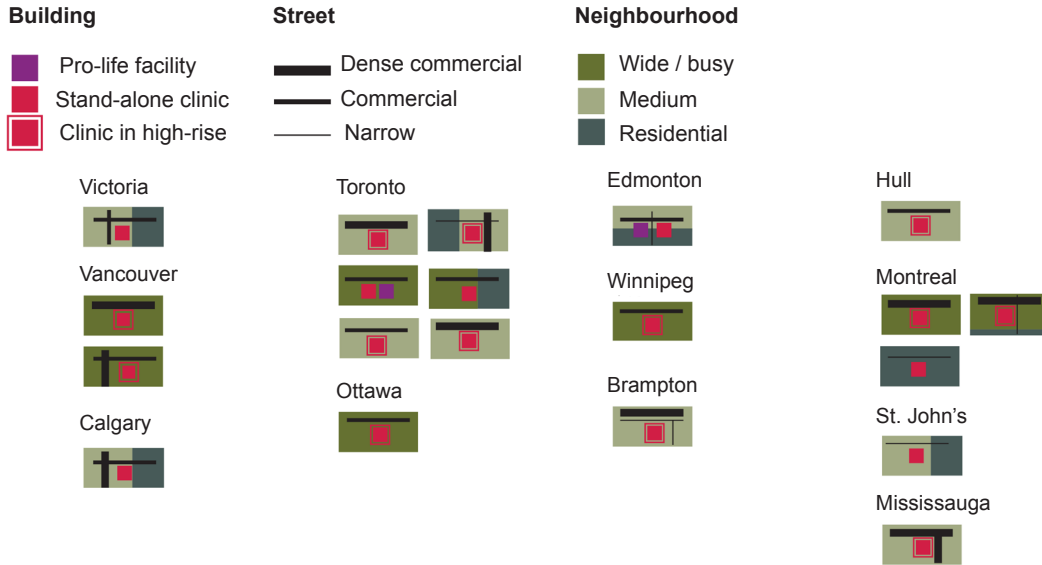 Building
Street
Neighbourhood
Pro-life facility
Dense commercial
Wide / busy
Stand-alone clinic
Commercial
Medium
Clinic in high-rise
Narrow
Residential
Victoria
Toronto
Edmonton
Hull
Vancouver
Winnipeg
Montreal
Ottawa
Brampton
Calgary
St. John's
Mississauga